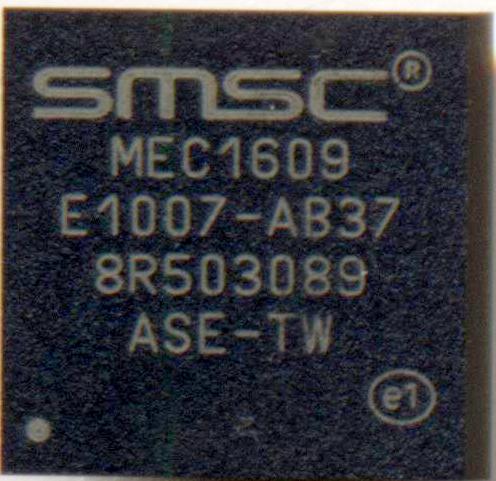 SMSC®
MEC1609
E1007-AB37
8R503089
ASE-TW
e1